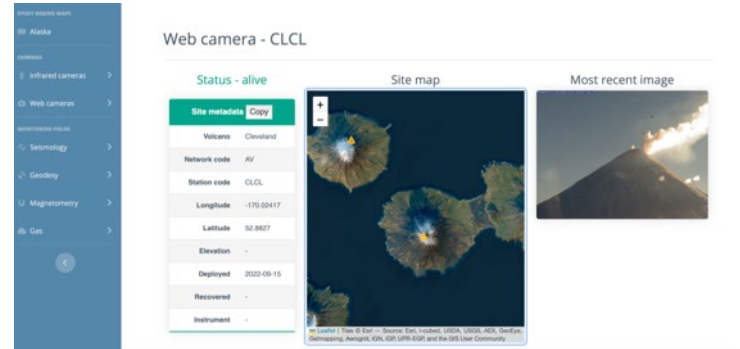 STUDY REGION MAPS
Alaska
CAMERAS
Infrared cameras
Web cameras
MONITORING FIELDS
Seismology
Geodesy
Magnetometry
Gas
Web camera - CLCL
Status - alive
Site metadata Copy
Volcano Cleveland
Network code AV
Station code CLCL
Longitude -170.02417
Latitude 52.8827
Elevation -
Deployed 2022-09-15
Recovered -
Instrument -
Site map
+
−
Leaflet | Tiles © Esri — Source: Esri, i-cubed, USDA, USGS, AEX, GeoEye,
Getmapping, Aerogrid, IGN, IGP, UPR-EGP, and the GIS User Community
Most recent image